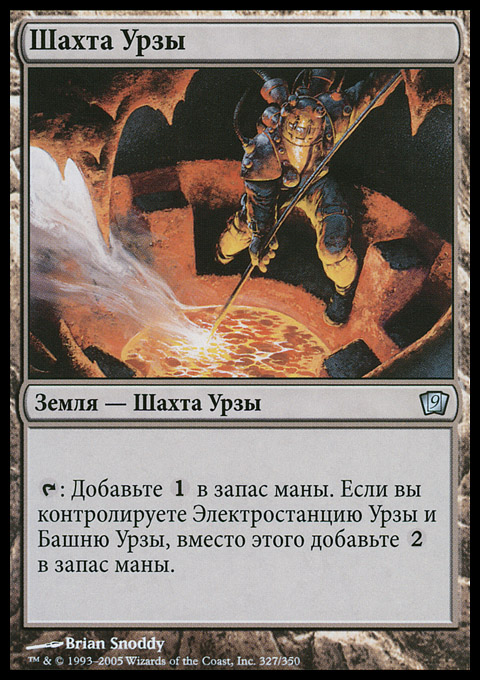 Шахта Урзы
Земля — Шахта Урзы
9
: Добавьте 1 в запас маны. Если вы
контролируете Электростанцию Урзы и
Башню Урзы, вместо этого добавьте 2
в запас маны.
Brian Snoddy
™ & © 1993–2005 Wizards of the Coast, Inc. 327/350